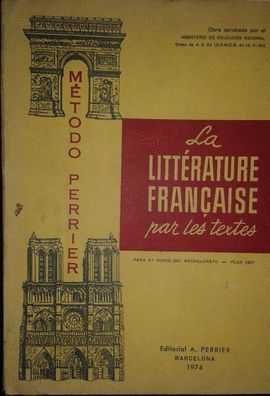 Obra aprobada por el
MINISTERIO DE EDUCACIÓN NACIONAL
MÉTODO PERRIER
La
LITTÉRATURE
FRANÇAISE
par les textes
PARA 5.º CURSO DEL BACHILLERATO — PLAN 1957
Editorial A. PERRIER
BARCELONA
1974